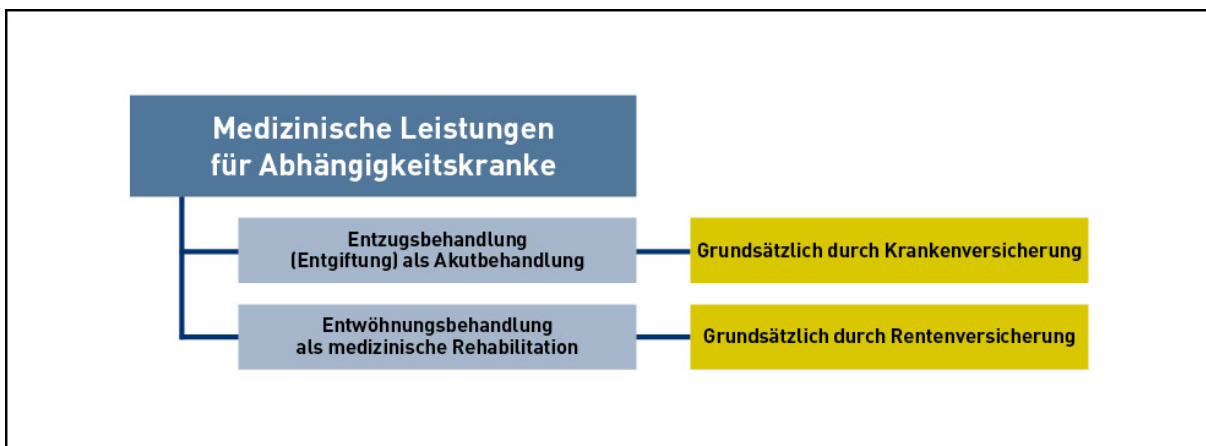 Medizinische Leistungen
für Abhängigkeitskranke
Entzugsbehandlung
(Entgiftung) als Akutbehandlung
Grundsätzlich durch Krankenversicherung
Entwöhnungsbehandlung
als medizinische Rehabilitation
Grundsätzlich durch Rentenversicherung